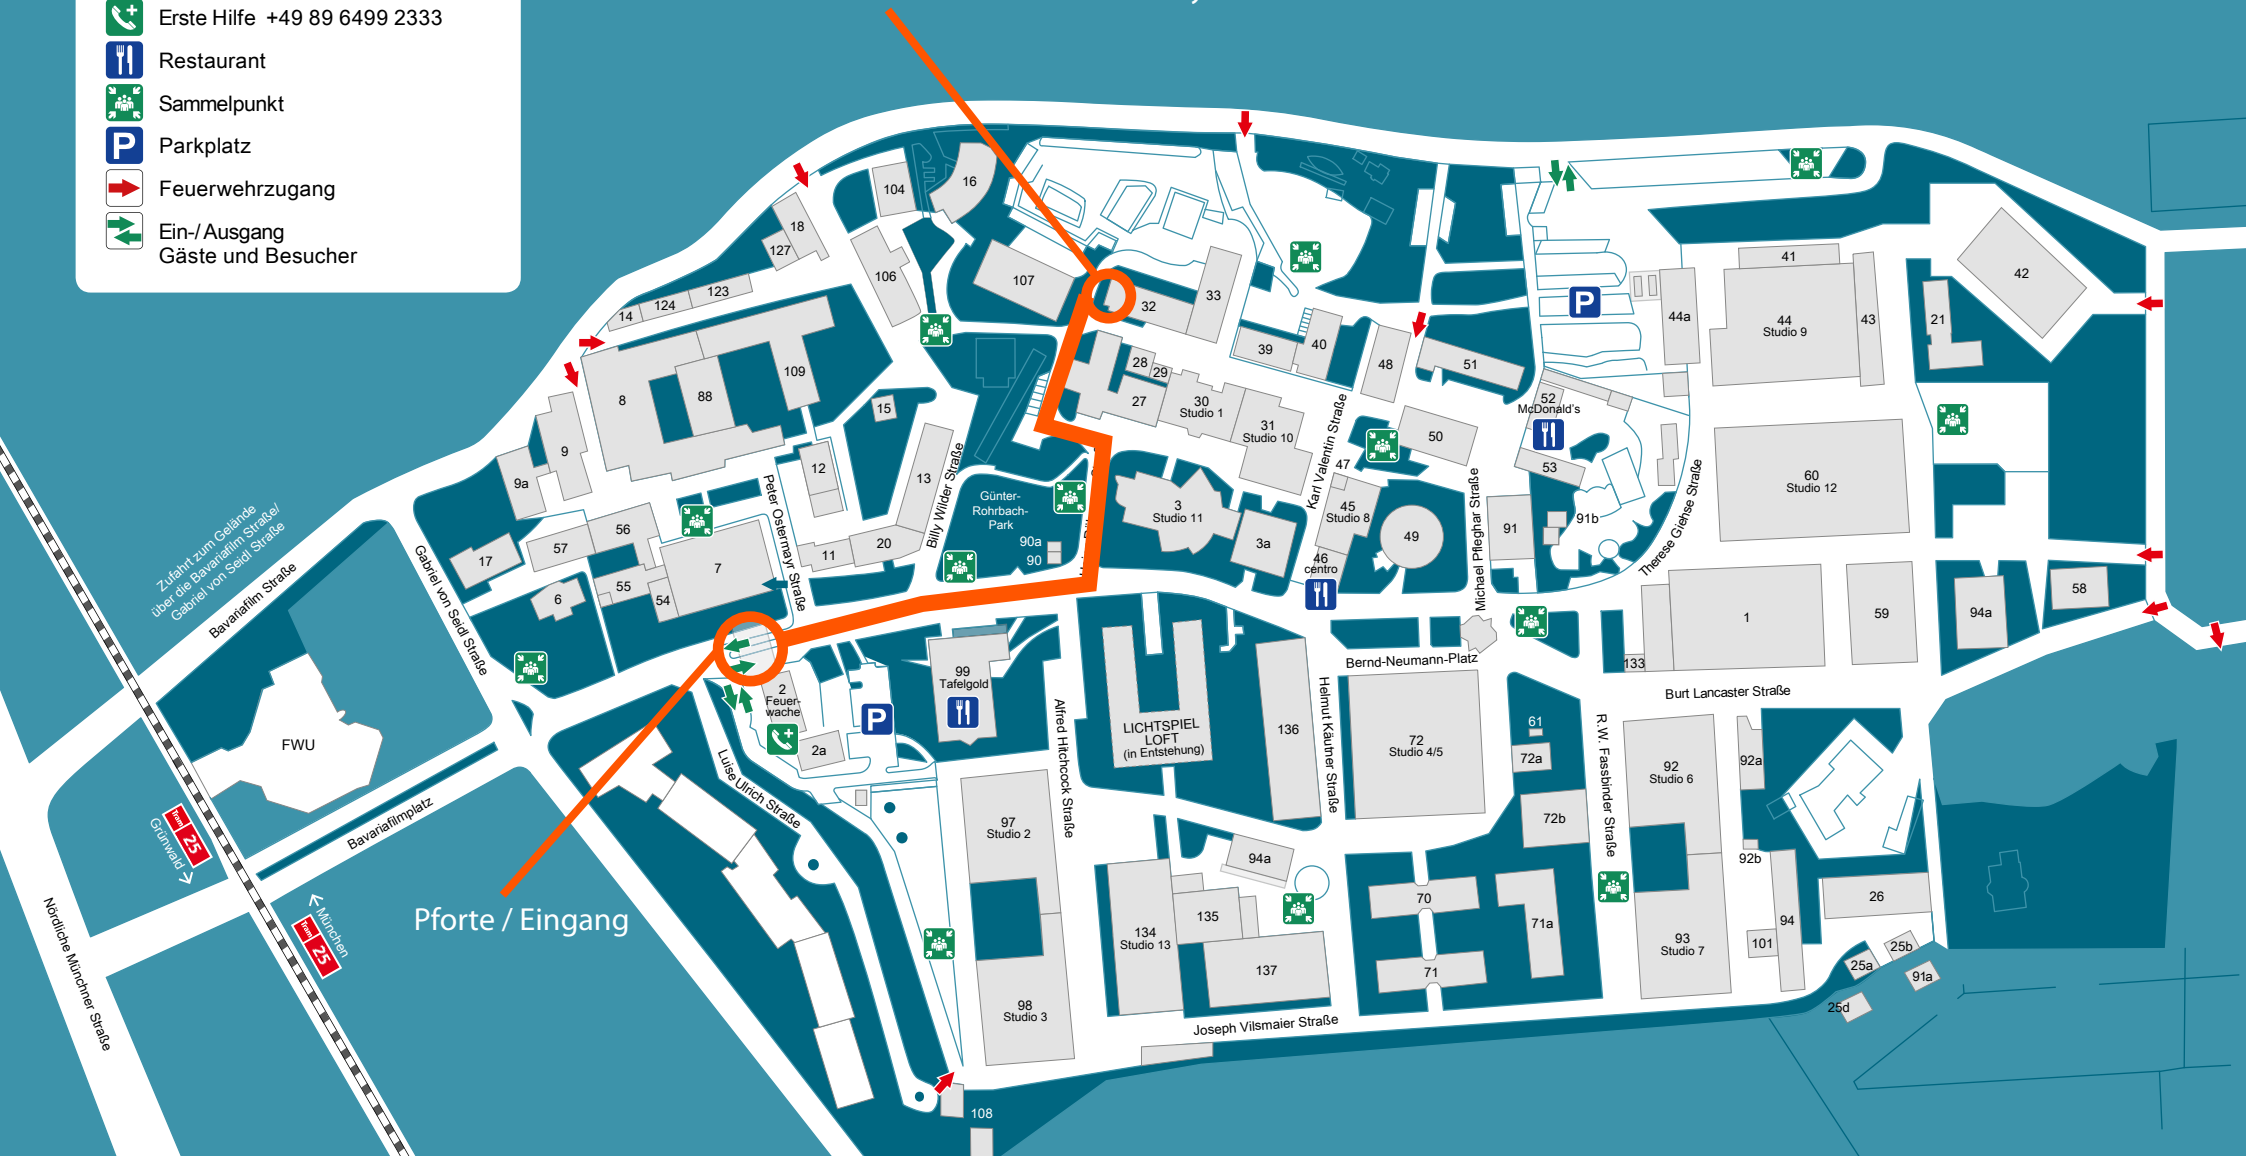 Erste Hilfe +49 89 6499 2333
Restaurant
Sammelpunkt
P Parkplatz
Feuerwehrzugang
Ein-/Ausgang
Gäste und Besucher
104
16
18
127
106
107
123
124
14
32
33
41
42
44a
44
Studio 9
43
21
P
8
88
109
15
28
29
27
30
Studio 1
31
Studio 10
39
40
48
51
52
McDonald's
50
53
Karl Valentin Straße
47
45
Studio 8
46
centro
49
Michael Pfleghar Straße
91
91b
Therese Giehse Straße
60
Studio 12
9
9a
12
13
Peter Ostermayr Straße
Billy Wilder Straße
Günter-
Rohrbach-
Park
90a
90
3
Studio 11
3a
17
57
56
55
54
6
7
11
20
Zufahrt zum Gelände
über die Bavariafilm Straße/
Gabriel von Seidl Straße
Bavariafilm Straße
Gabriel von Seidl Straße
94a
58
59
1
133
Bernd-Neumann-Platz
Burt Lancaster Straße
2
Feuer-
wache
2a
P
99
Tafelgold
Alfred Hitchcock Straße
LICHTSPIEL
LOFT
(in Entstehung)
136
Helmut Käutner Straße
72
Studio 4/5
61
72a
72b
R.W. Fassbinder Straße
92
Studio 6
92a
92b
FWU
Luise Ulrich Straße
Bavariafilmplatz
Tram 25
Grünwald
Tram 25
München
Nördliche Münchner Straße
Pforte / Eingang
97
Studio 2
98
Studio 3
94a
134
Studio 13
135
137
70
71
71a
93
Studio 7
94
101
26
25b
25a
91a
25d
Joseph Vilsmaier Straße
108